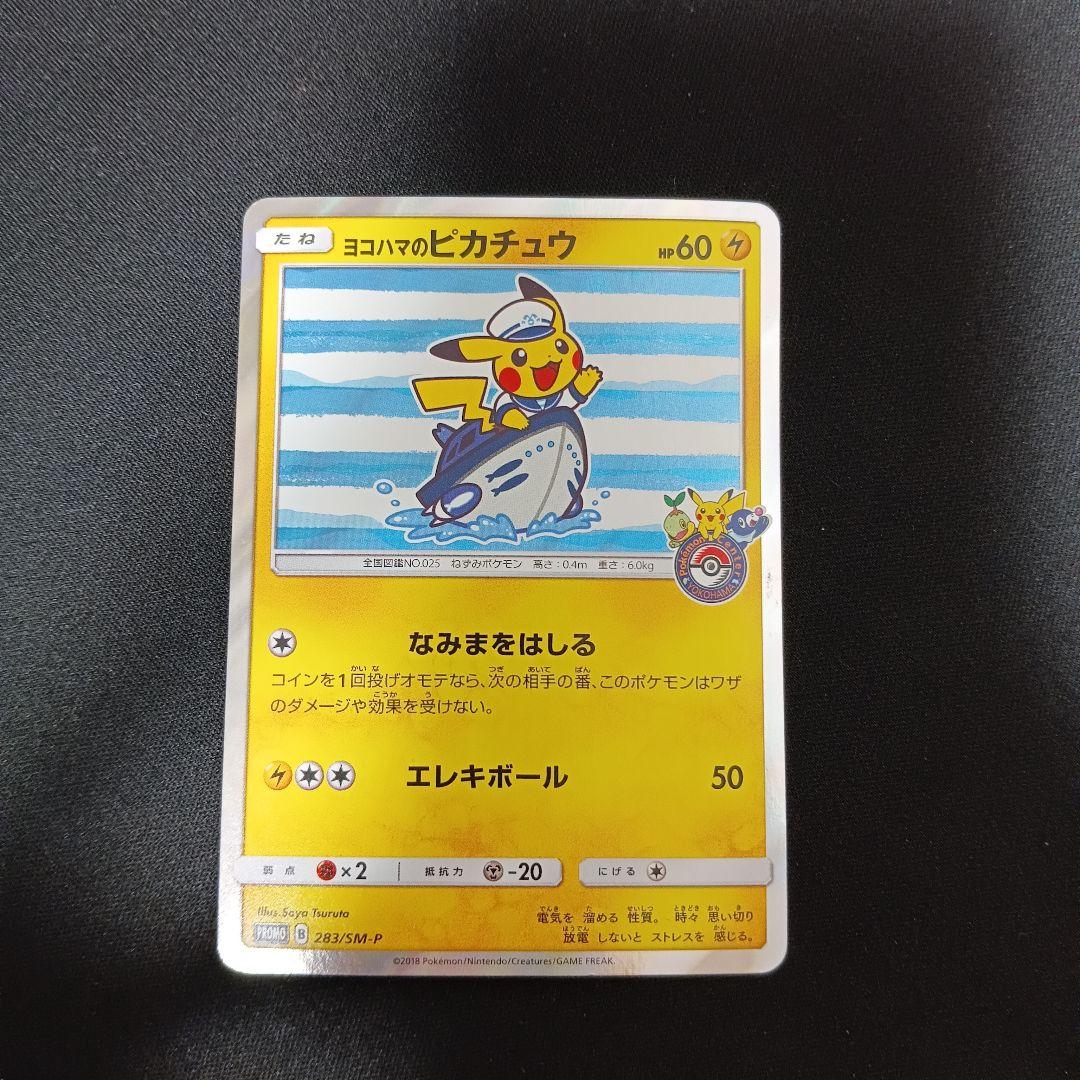 たね ヨコハマのピカチュウ HP60
全国図鑑NO.025 ねずみポケモン 高さ:0.4m 重さ:6.0kg
Pokémon Center
YOKOHAMA
なみまをはしる
コインを1回投げオモテなら、次の相手の番、このポケモンはワザ
のダメージや効果を受けない。
エレキボール 50
弱点 ×2 抵抗力 -20 にげる
Illus. Saya Tsuruta
PROMO B 283/SM-P
電気を 溜める 性質。 時々 思い切り
放電 しないと ストレスを 感じる。
©2018 Pokémon/Nintendo/Creatures/GAME FREAK.